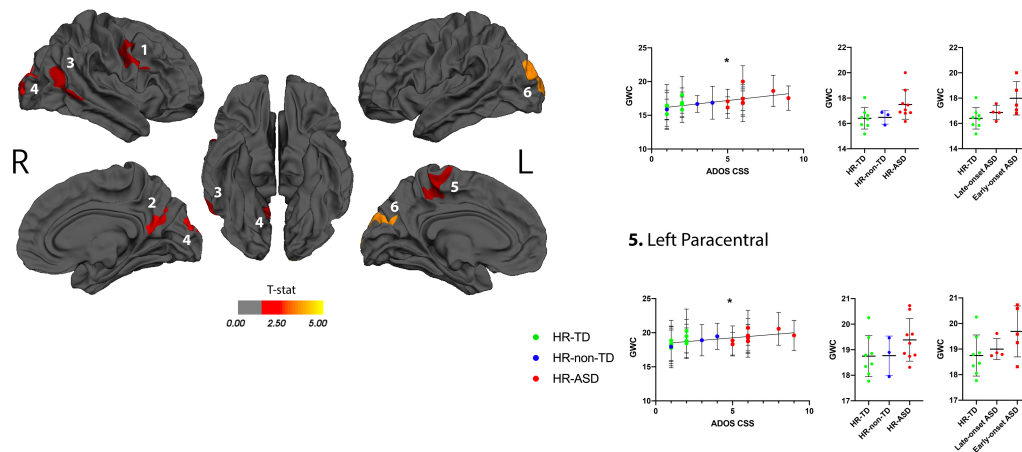 1
3
4
6
R
L
3
4
2
4
5
6
T-stat
0.00 2.50 5.00
HR-TD
HR-non-TD
HR-ASD
25
20
15
10
GWC
*
0 5 10
ADOS CSS
22
20
18
16
14
GWC
HR-TD
HR-non-TD
HR-ASD
22
20
18
16
14
GWC
HR-TD
Late-onset ASD
Early-onset ASD
5. Left Paracentral
25
20
15
10
GWC
*
0 5 10
ADOS CSS
21
20
19
18
17
GWC
HR-TD
HR-non-TD
HR-ASD
21
20
19
18
17
GWC
HR-TD
Late-onset ASD
Early-onset ASD